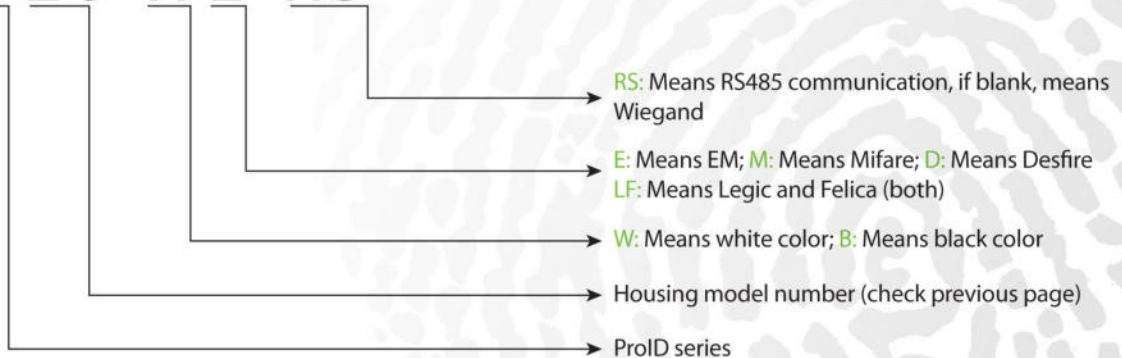 RS: Means RS485 communication, if blank, means
Wiegand
E: Means EM; M: Means Mifare; D: Means Desfire
LF: Means Legic and Felica (both)
W: Means white color; B: Means black color
Housing model number (check previous page)
ProID series